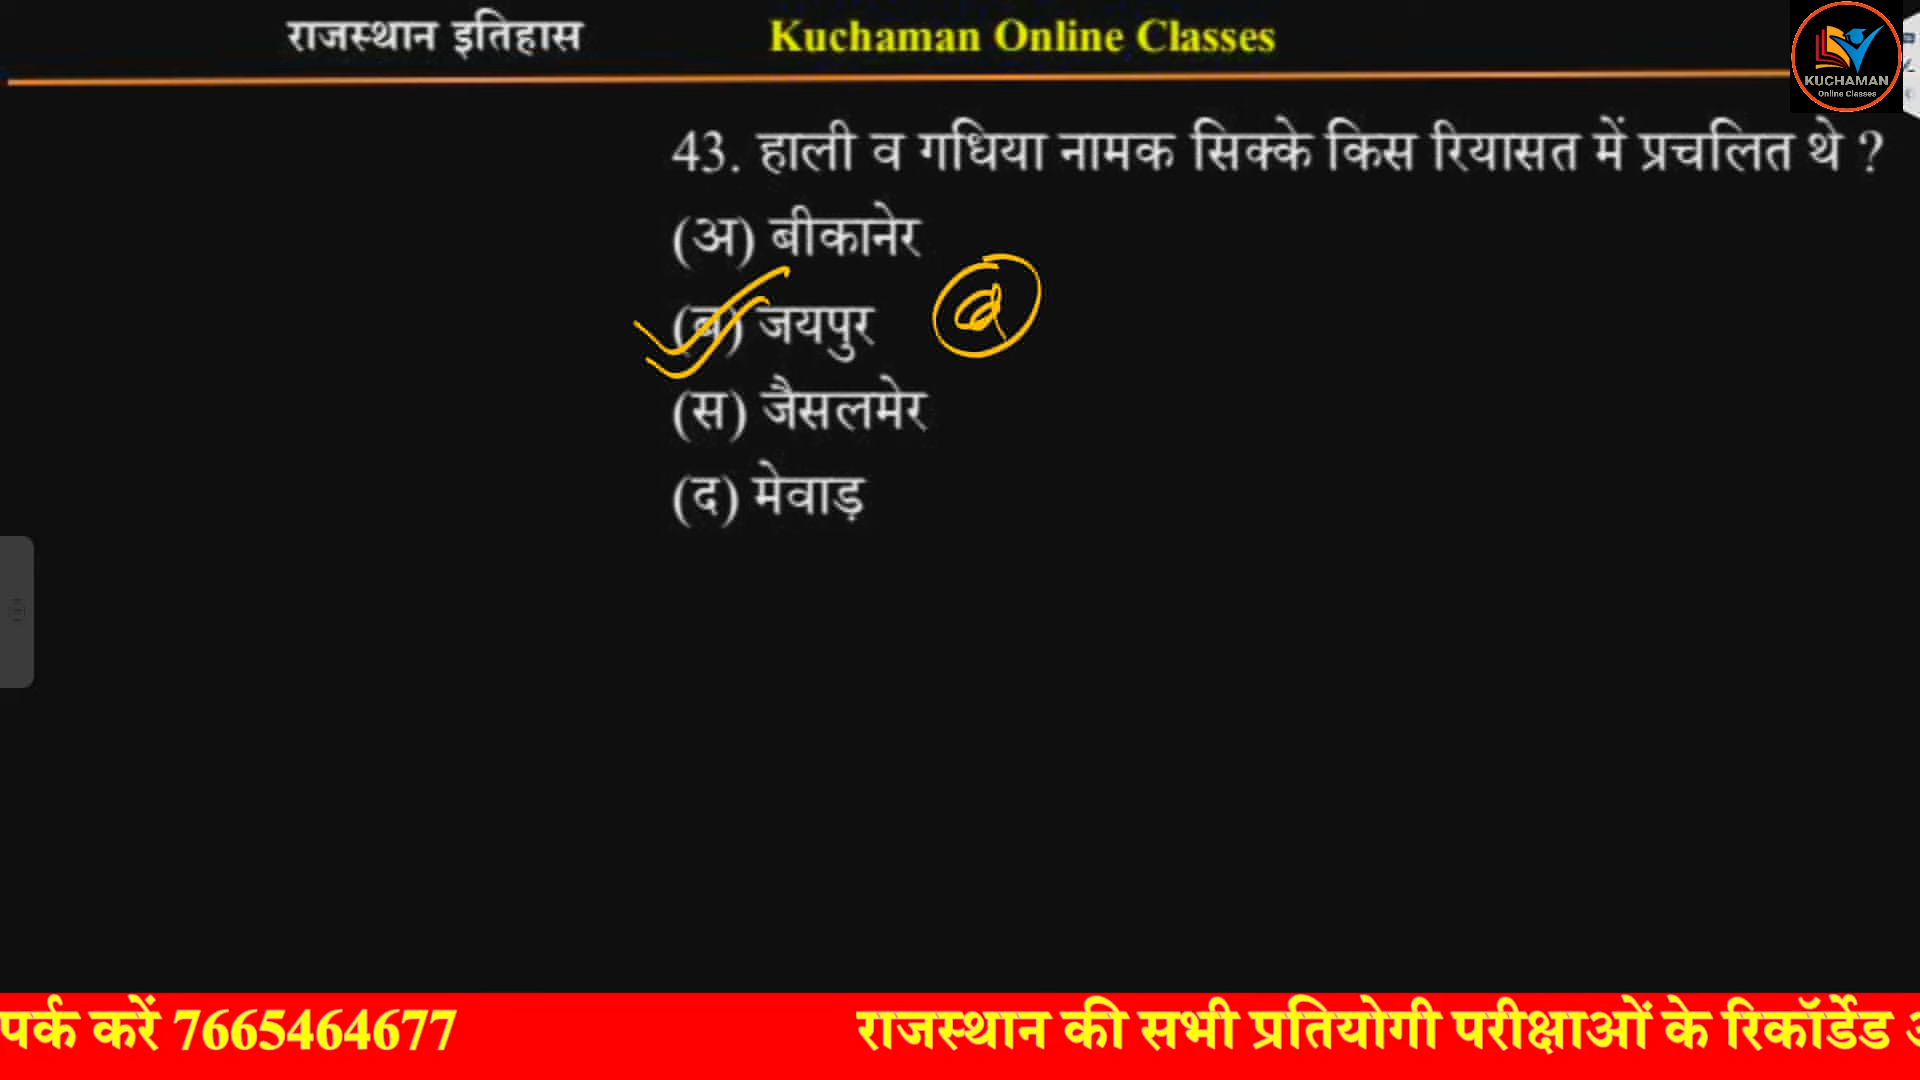 राजस्थान इतिहास
Kuchaman Online Classes
KUCHAMAN
Online Classes
43. हाली व गधिया नामक सिक्के किस रियासत में प्रचलित थे ?
(अ) बीकानेर
(ब) जयपुर
(स) जैसलमेर
(द) मेवाड़
पर्क करें 7665464677
राजस्थान की सभी प्रतियोगी परीक्षाओं के रिकॉर्डेड